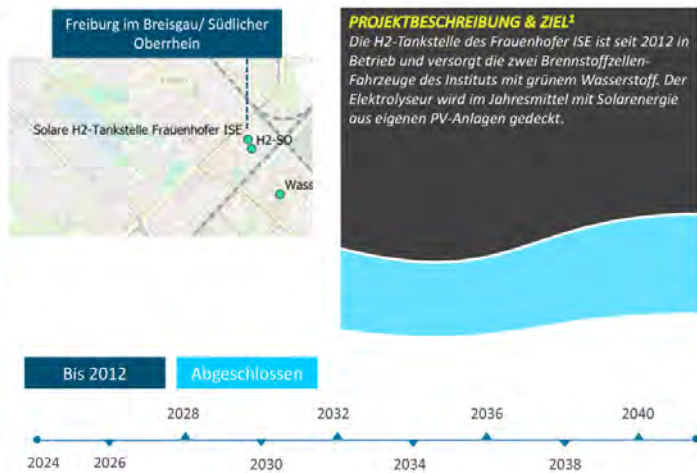 Freiburg im Breisgau/ Südlicher
Oberrhein
Solare H2-Tankstelle Frauenhofer ISE
H2-SO
Wass
PROJEKTBESCHREIBUNG & ZIEL¹
Die H2-Tankstelle des Frauenhofer ISE ist seit 2012 in
Betrieb und versorgt die zwei Brennstoffzellen-
Fahrzeuge des Instituts mit grünem Wasserstoff. Der
Elektrolyseur wird im Jahresmittel mit Solarenergie
aus eigenen PV-Anlagen gedeckt.
Bis 2012
Abgeschlossen
2028
2032
2036
2040
2024
2026
2030
2034
2038